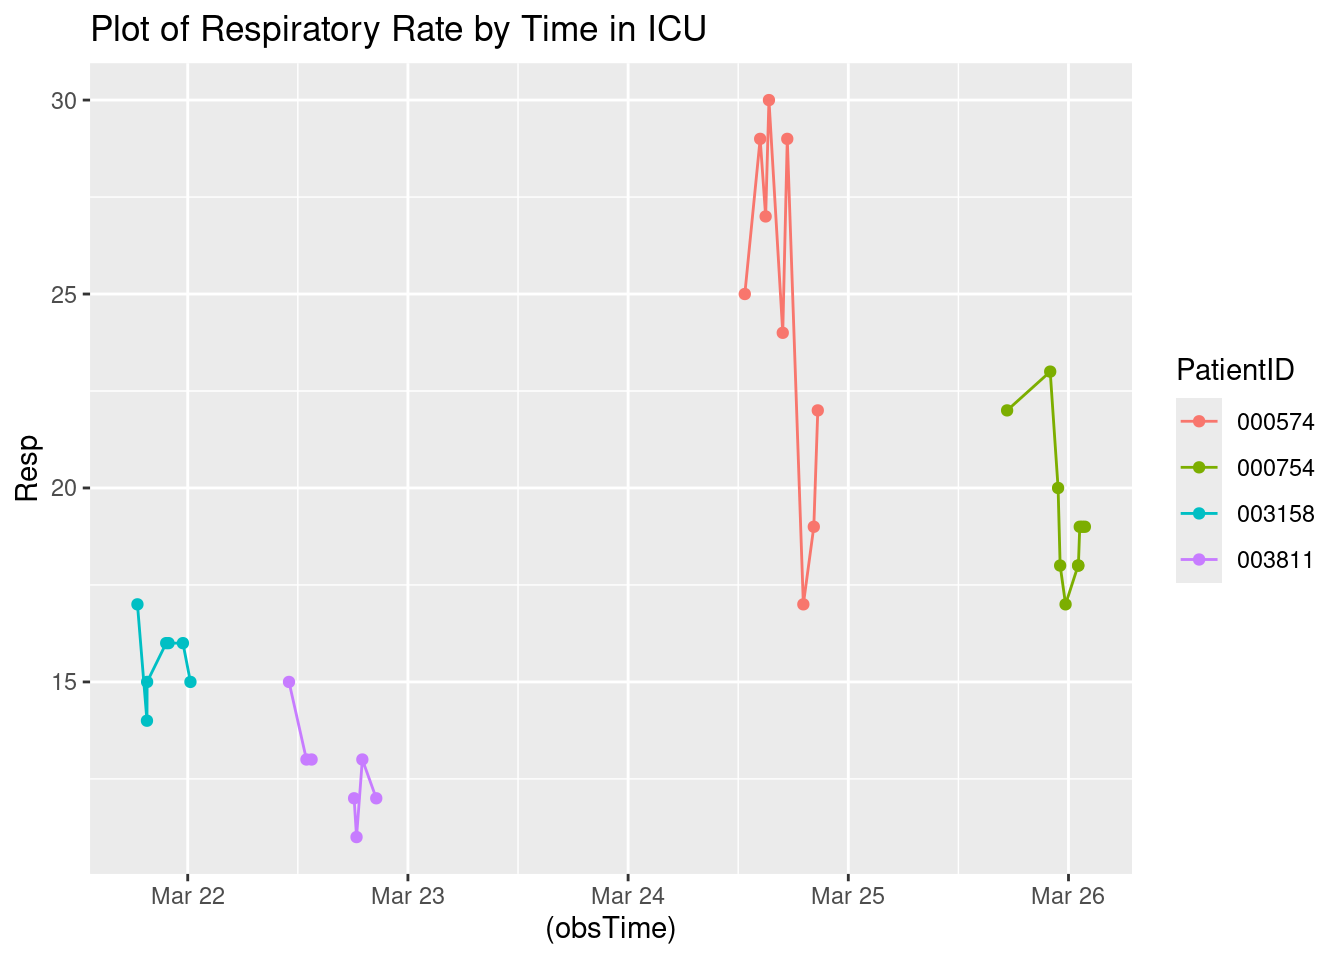 Plot of Respiratory Rate by Time in ICU
30
25
20
15
Resp
Mar 22 Mar 23 Mar 24 Mar 25 Mar 26
(obsTime)
PatientID
000574
000754
003158
003811